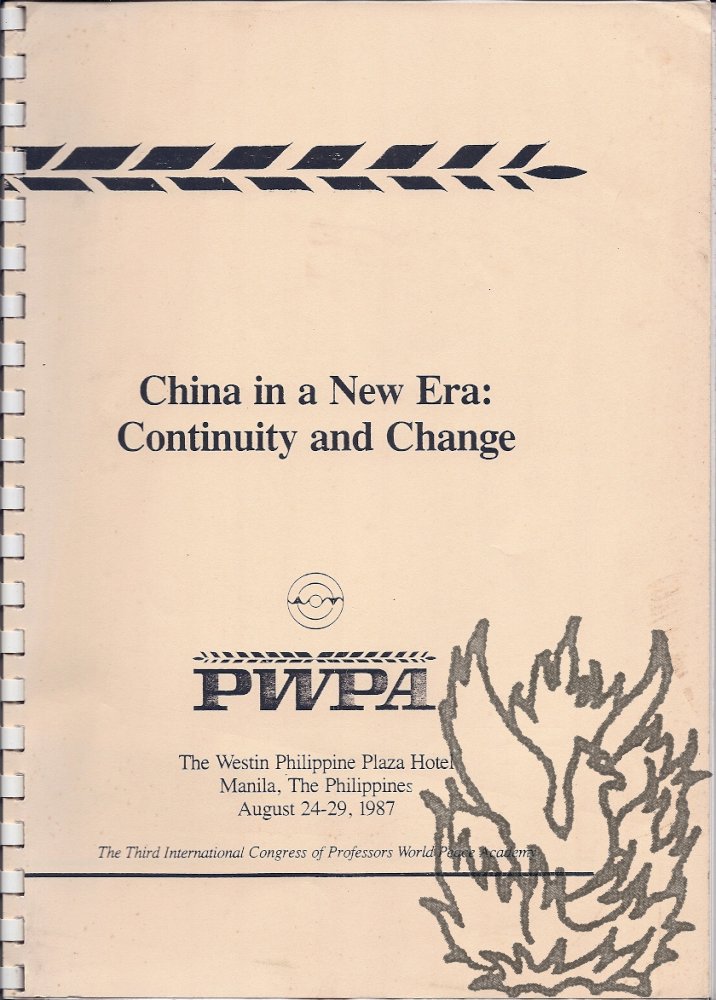 China in a New Era:
Continuity and Change
PWPA
The Westin Philippine Plaza Hotel
Manila, The Philippines
August 24-29, 1987
The Third International Congress of Professors World Peace Academy